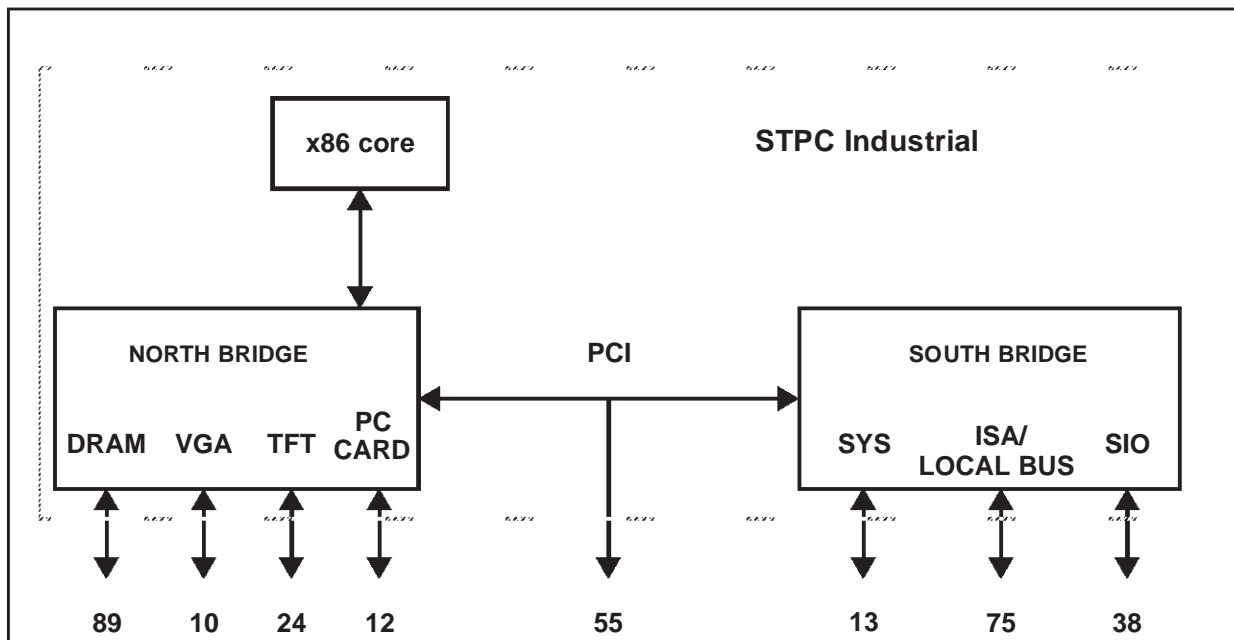 x86 core
STPC Industrial
NORTH BRIDGE
PCI
SOUTH BRIDGE
DRAM
VGA
TFT
PC
CARD
SYS
ISA/
LOCAL BUS
SIO
89
10
24
12
55
13
75
38